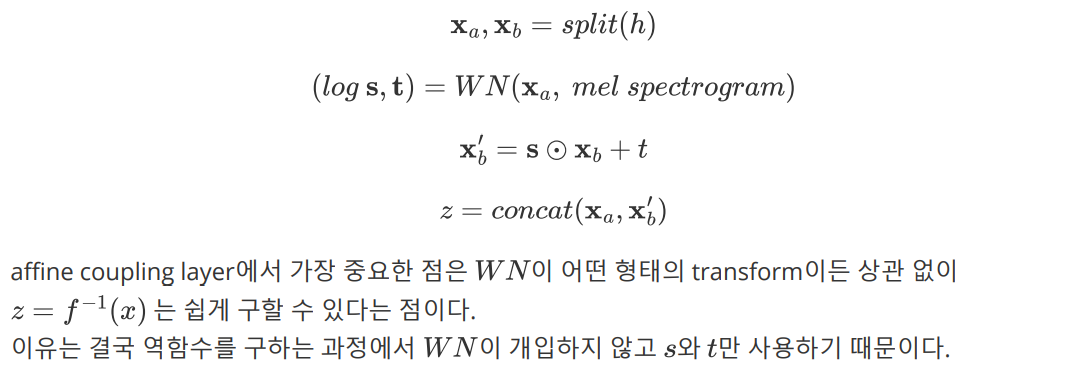 𝐱ₐ, 𝐱_b = split(h)
(log 𝐬, 𝐭) = WN(𝐱ₐ, mel spectrogram)
𝐱′_b = 𝐬 ⊙ 𝐱_b + t
z = concat(𝐱ₐ, 𝐱′_b)
affine coupling layer에서 가장 중요한 점은 WN이 어떤 형태의 transform이든 상관 없이
z = f⁻¹(x) 는 쉽게 구할 수 있다는 점이다.
이유는 결국 역함수를 구하는 과정에서 WN이 개입하지 않고 s와 t만 사용하기 때문이다.